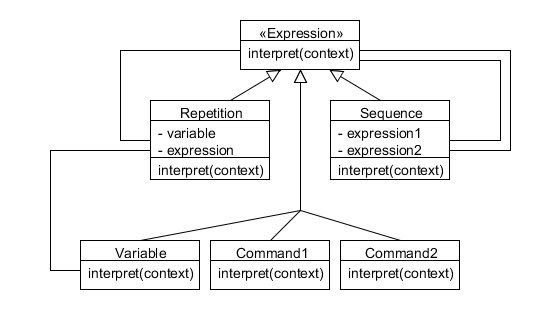 «Expression»
interpret(context)
Repetition
- variable
- expression
interpret(context)
Sequence
- expression1
- expression2
interpret(context)
Variable
interpret(context)
Command1
interpret(context)
Command2
interpret(context)